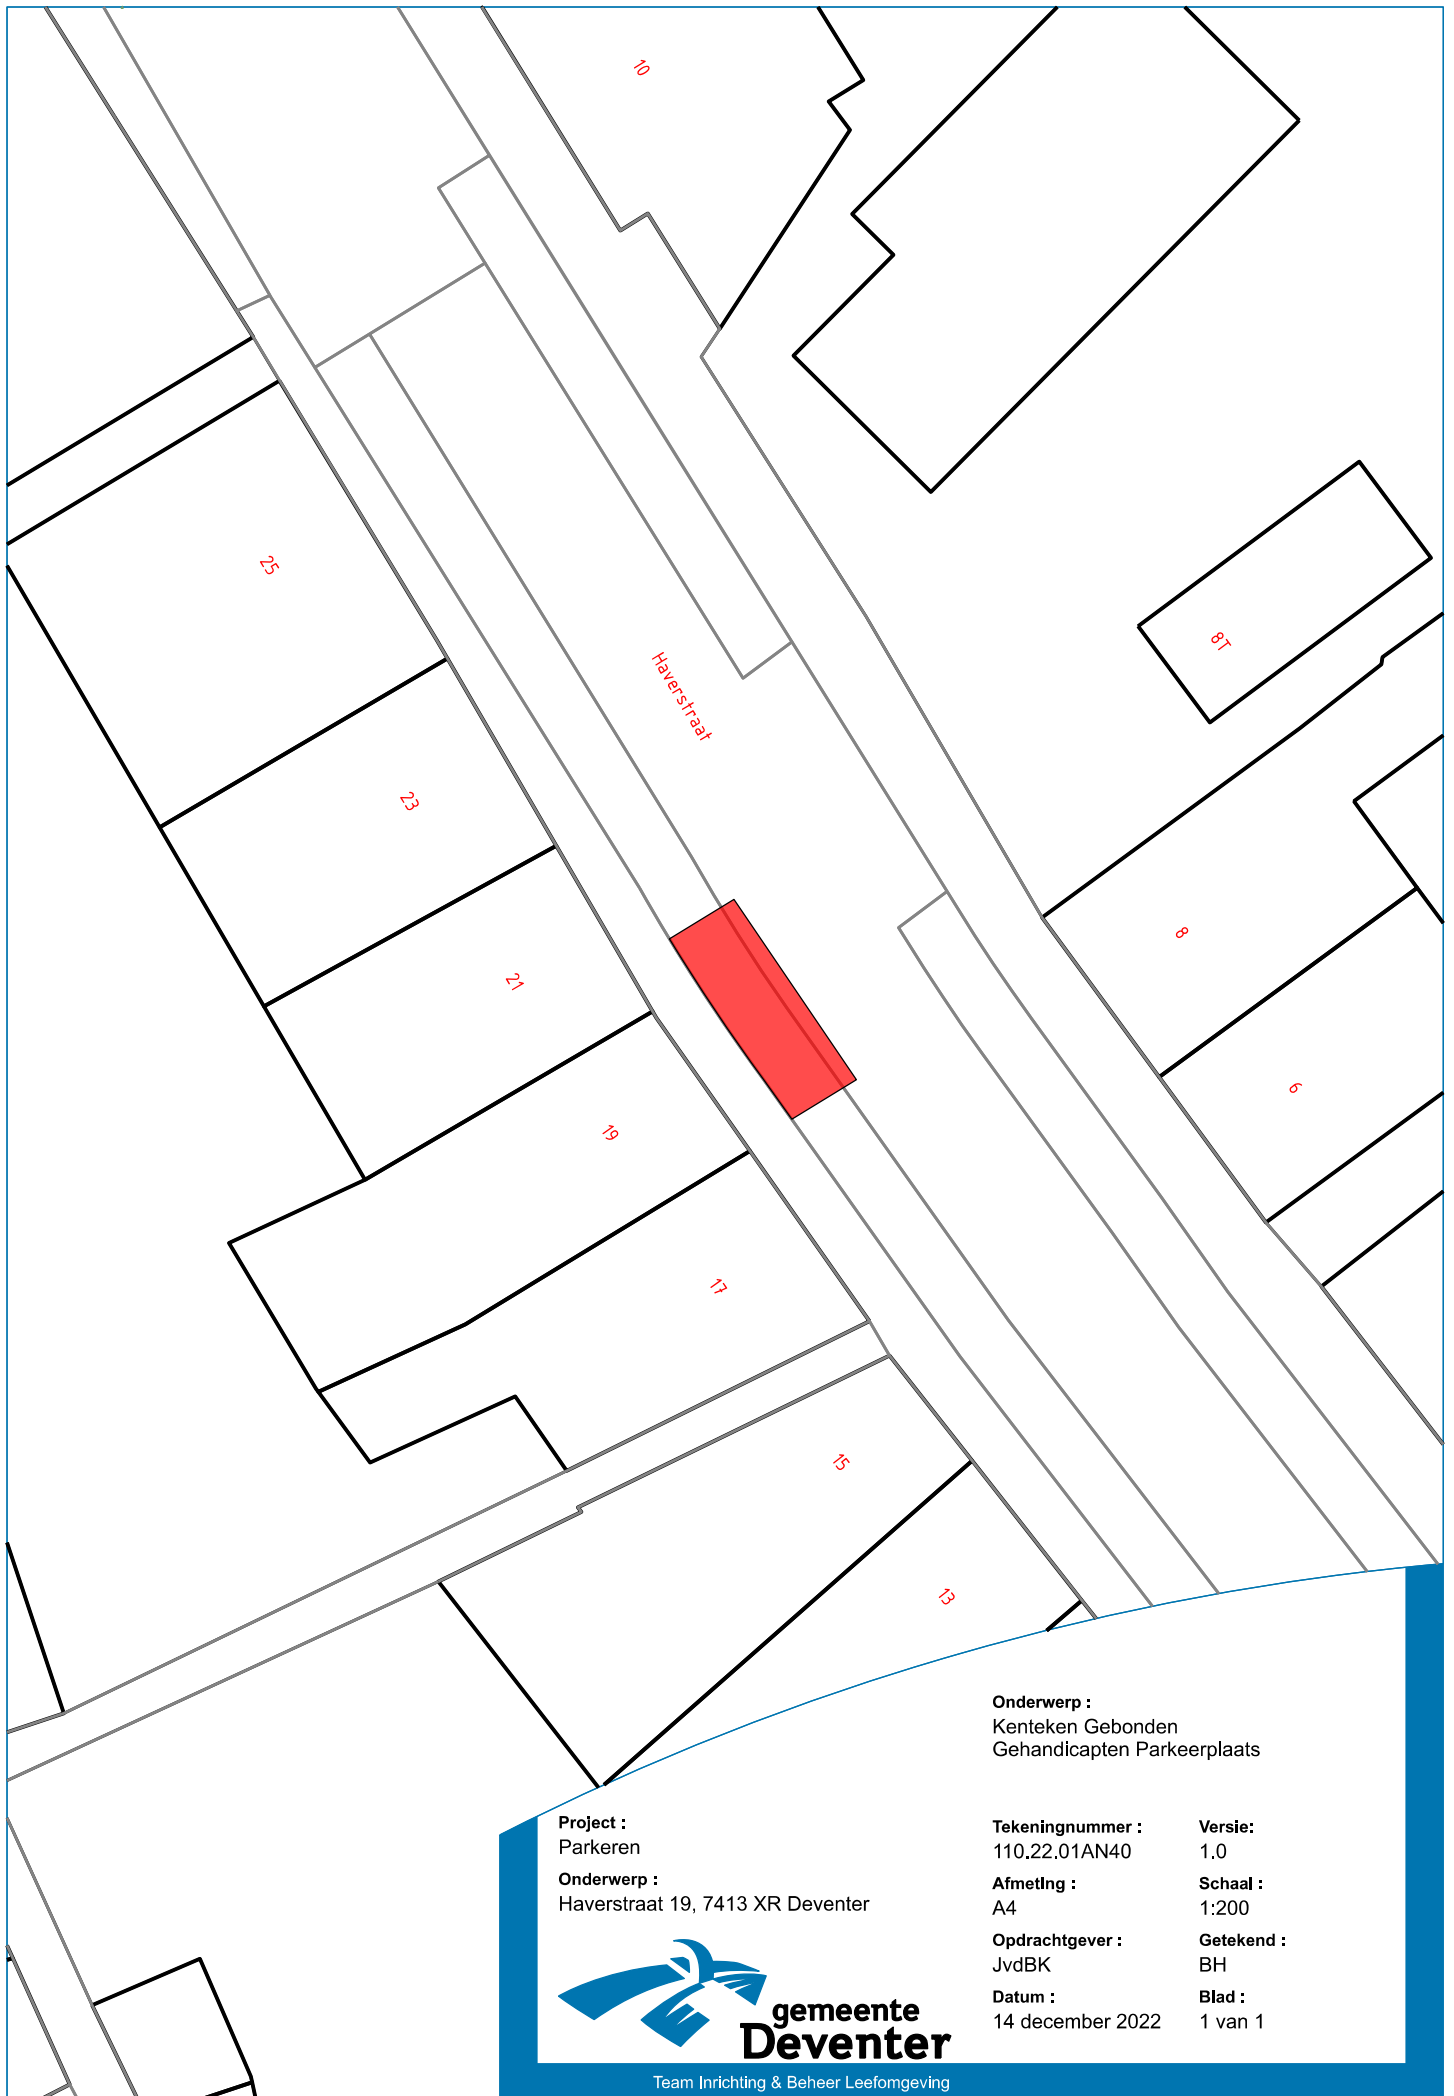 10
25
8T
Haverstraat
23
8
21
6
19
17
15
13
Onderwerp :
Kenteken Gebonden
Gehandicapten Parkeerplaats
Project :
Parkeren
Onderwerp :
Haverstraat 19, 7413 XR Deventer
Tekeningnummer :
110.22.01AN40
Versie:
1.0
Afmeting :
A4
Schaal :
1:200
Opdrachtgever :
JvdBK
Getekend :
BH
Datum :
14 december 2022
Blad :
1 van 1
gemeente
Deventer
Team Inrichting & Beheer Leefomgeving